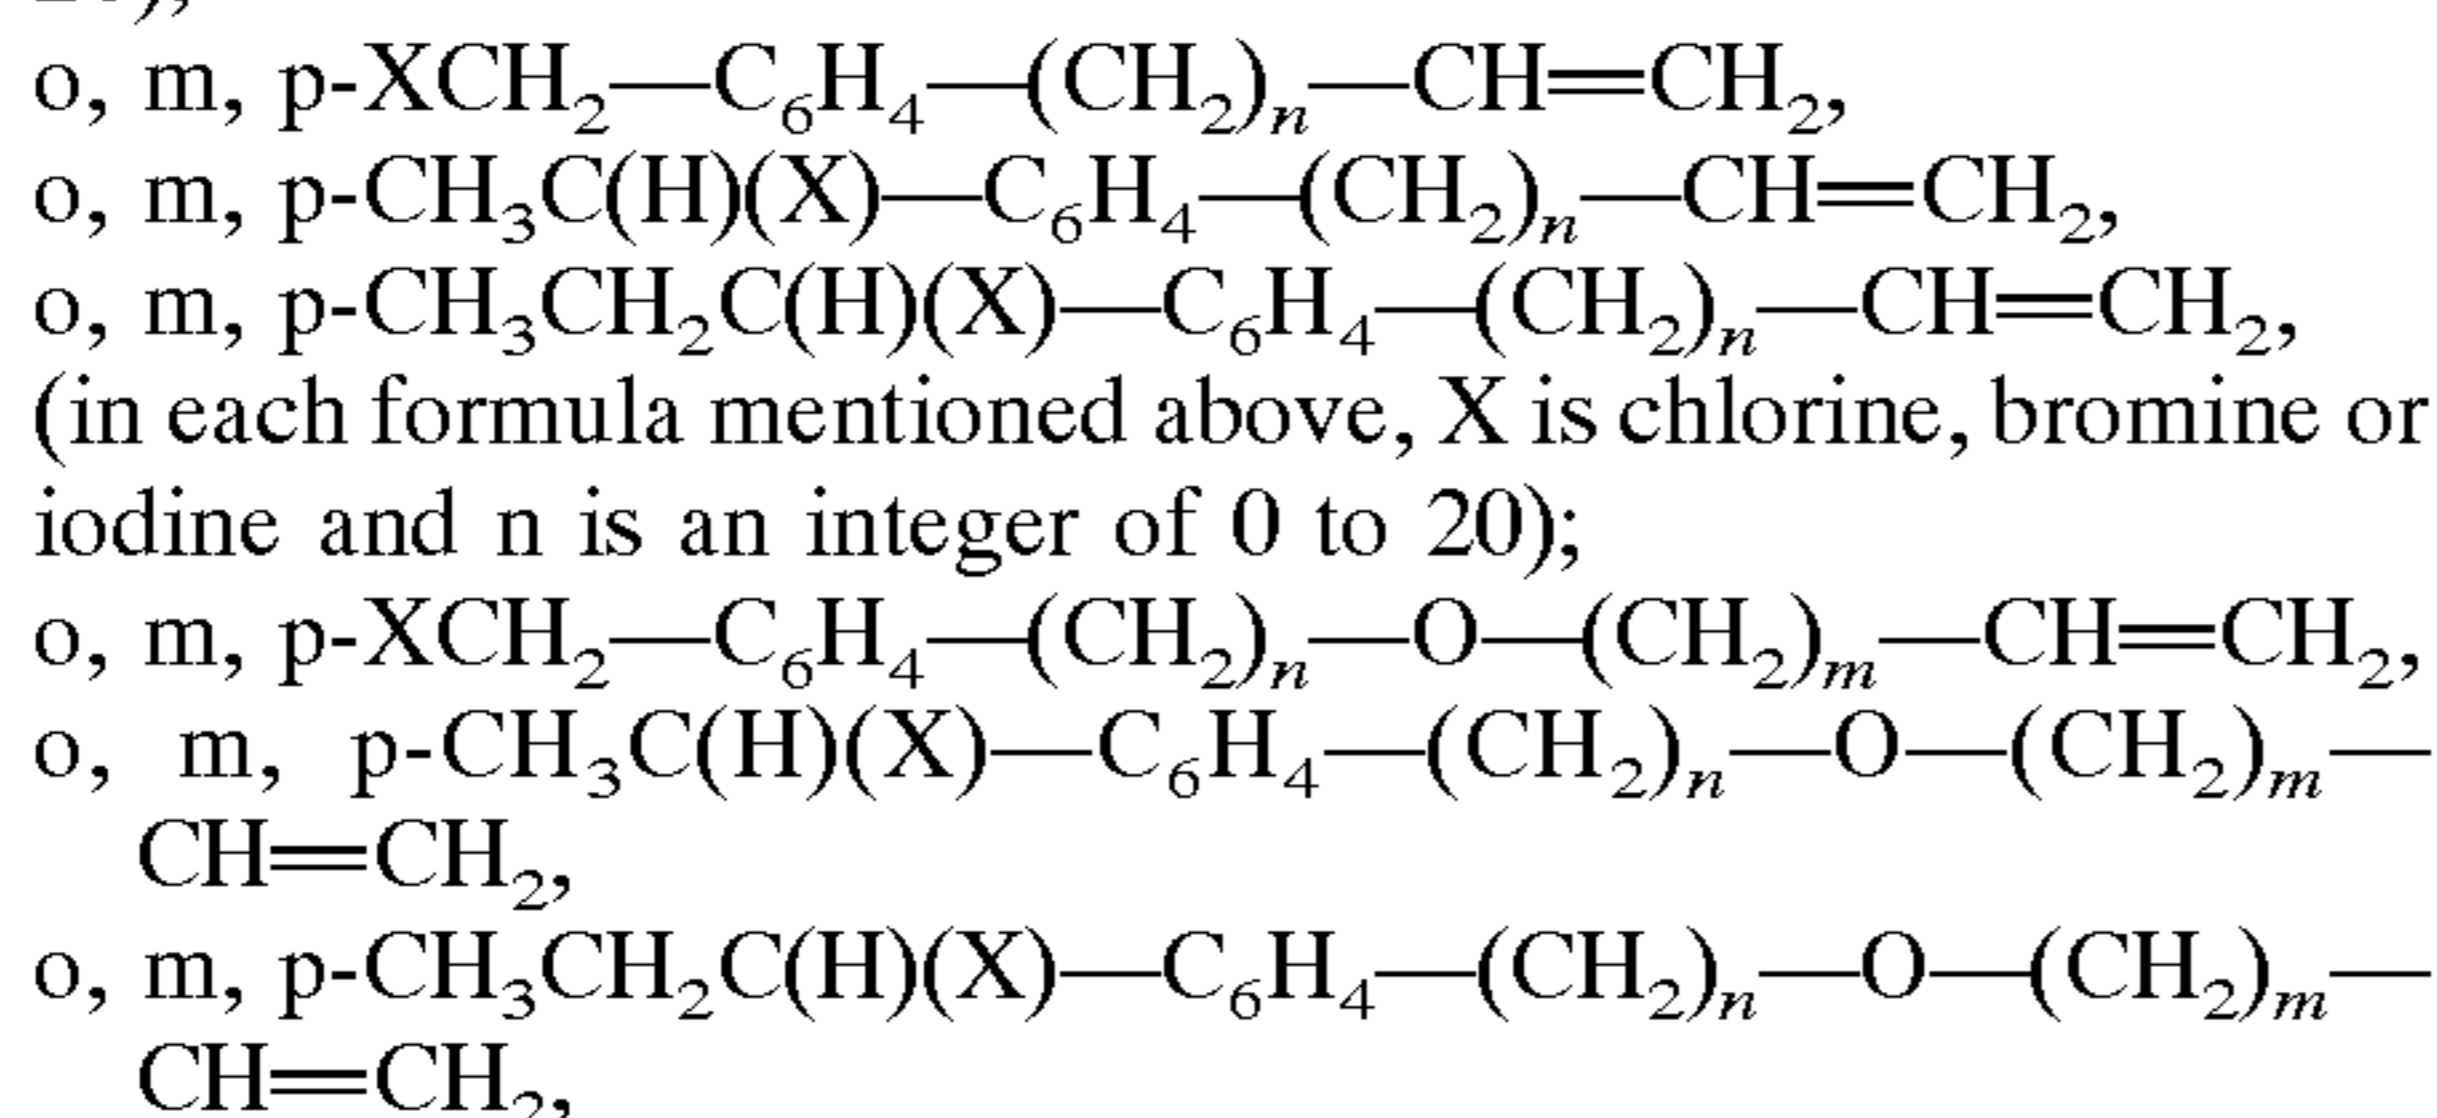 o, m, p-XCH₂—C₆H₄—(CH₂)ₙ—CH=CH₂,
o, m, p-CH₃C(H)(X)—C₆H₄—(CH₂)ₙ—CH=CH₂,
o, m, p-CH₃CH₂C(H)(X)—C₆H₄—(CH₂)ₙ—CH=CH₂,
(in each formula mentioned above, X is chlorine, bromine or
iodine and n is an integer of 0 to 20);
o, m, p-XCH₂—C₆H₄—(CH₂)ₙ—O—(CH₂)ₘ—CH=CH₂,
o, m, p-CH₃C(H)(X)—C₆H₄—(CH₂)ₙ—O—(CH₂)ₘ—
CH=CH₂,
o, m, p-CH₃CH₂C(H)(X)—C₆H₄—(CH₂)ₙ—O—(CH₂)ₘ—
CH=CH₂,